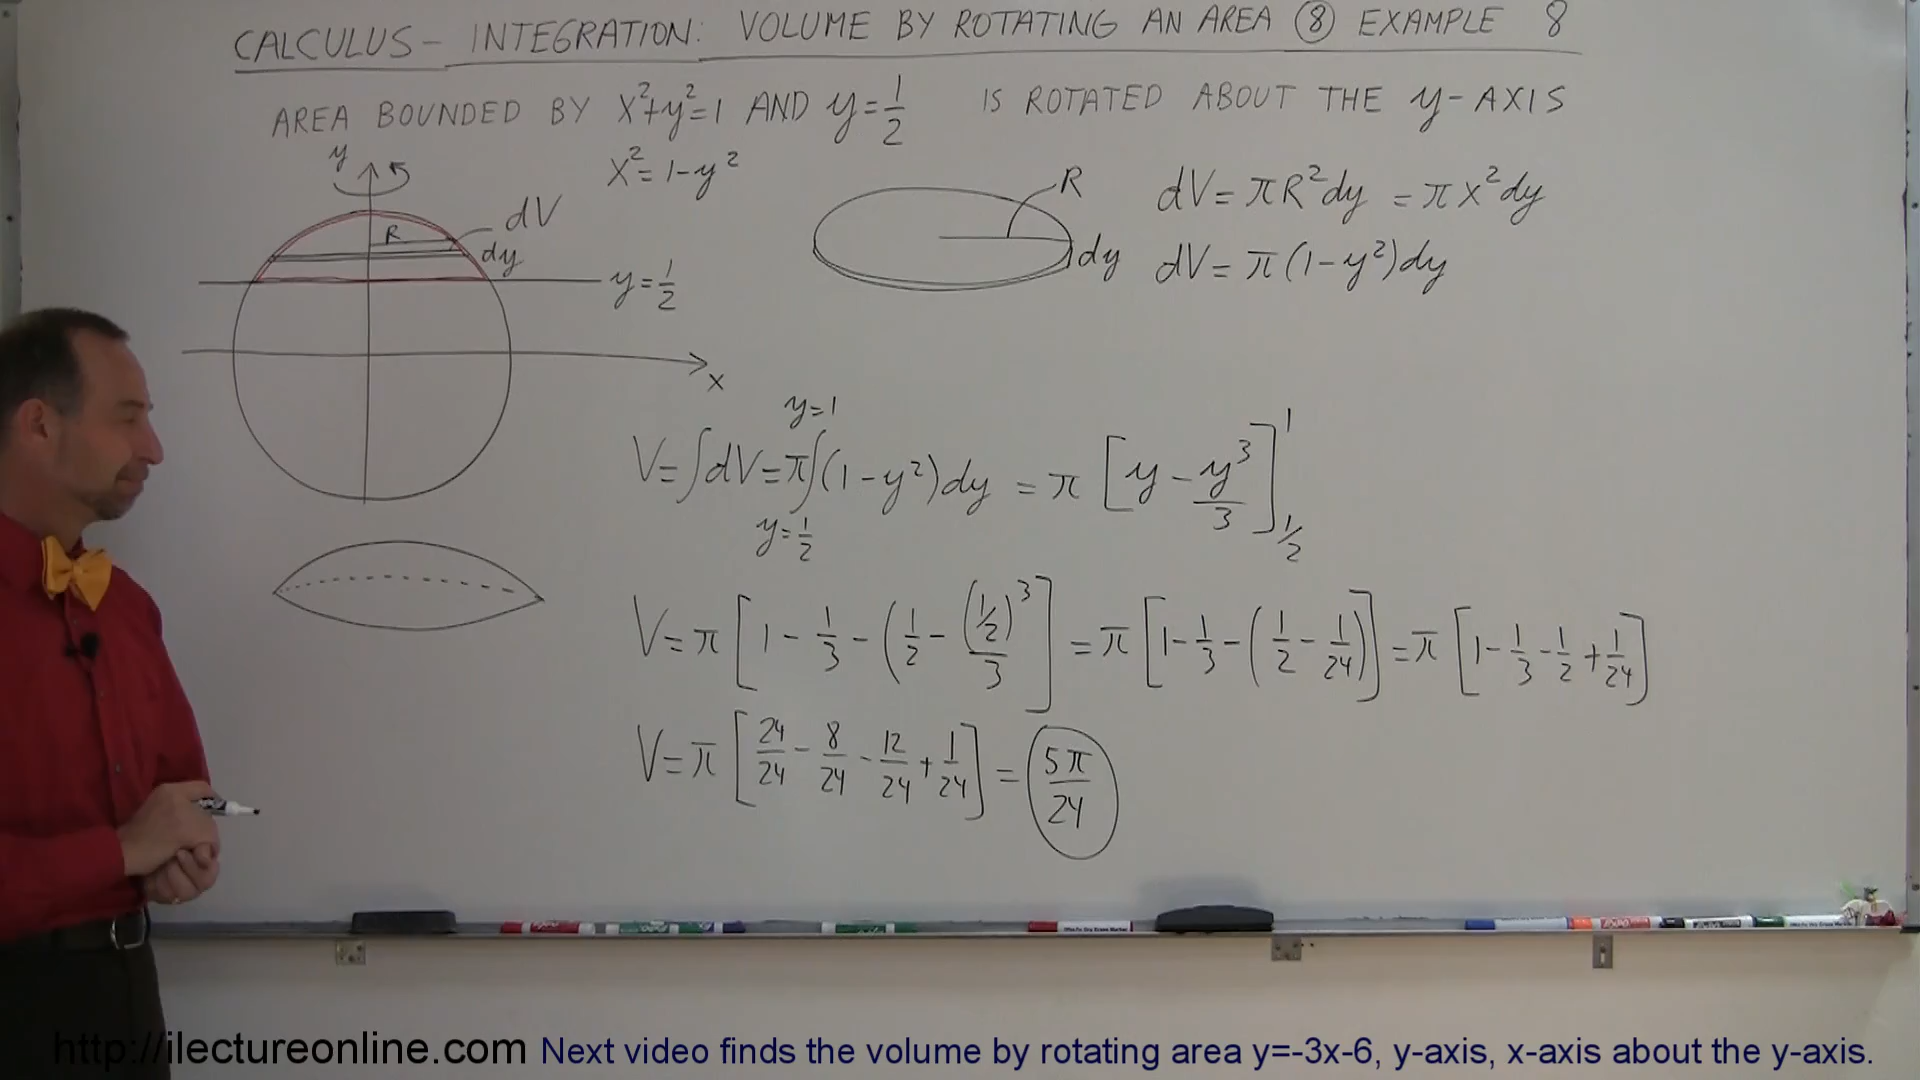 CALCULUS - INTEGRATION: VOLUME BY ROTATING AN AREA ⑧ EXAMPLE 8
AREA BOUNDED BY x²+y²=1 AND y=1/2 IS ROTATED ABOUT THE y-AXIS
x²=1-y²
y
R
dV
dy
y=1/2
x
R
dy
dV=πR²dy =πx²dy
dV=π(1-y²)dy
y=1
V=∫dV=π∫(1-y²)dy = π[y-y³/3]
1
y=1/2
1/2
V=π[1-1/3-(1/2-(1/2)³/3] =π[1-1/3-(1/2-1/24)] =π[1-1/3-1/2+1/24]
V=π[24/24-8/24-12/24+1/24] = 5π/24
http://ilectureonline.com Next video finds the volume by rotating area y=-3x-6, y-axis, x-axis about the y-axis.